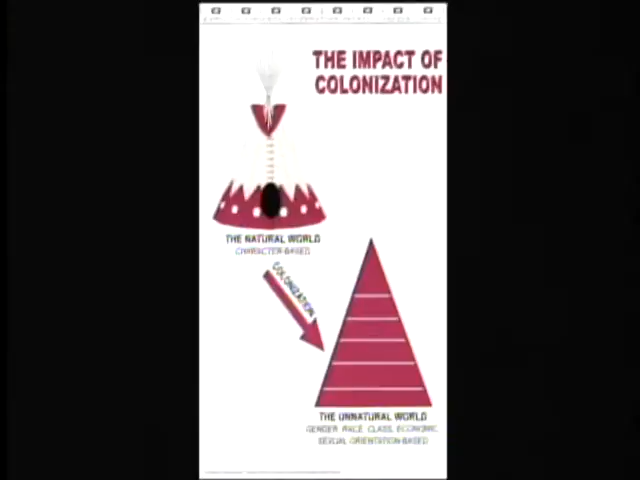 THE IMPACT OF
COLONIZATION
THE NATURAL WORLD
CHARACTER-BASED
COLONIZATION
THE UNNATURAL WORLD
GENDER, RACE, CLASS, ECONOMIC,
SEXUAL ORIENTATION-BASED